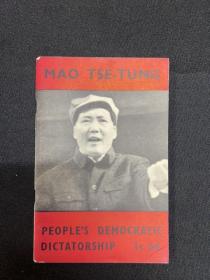 MAO TSE-TUNG
PEOPLE'S DEMOCRATIC
DICTATORSHIP